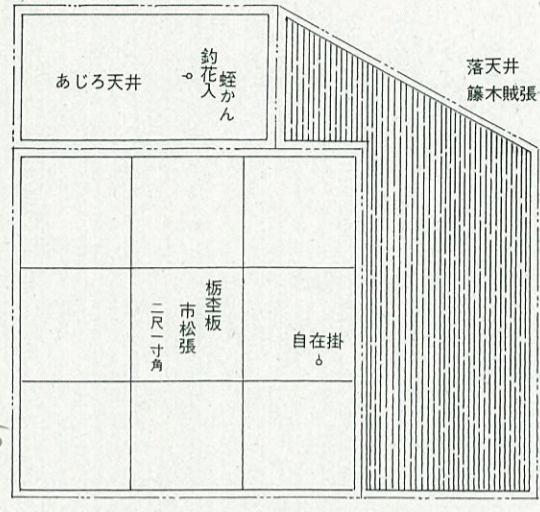 落天井
藤木賊張
釣花入
蛭かん
あじろ天井
栃杢板
市松張
二尺一寸角
自在掛